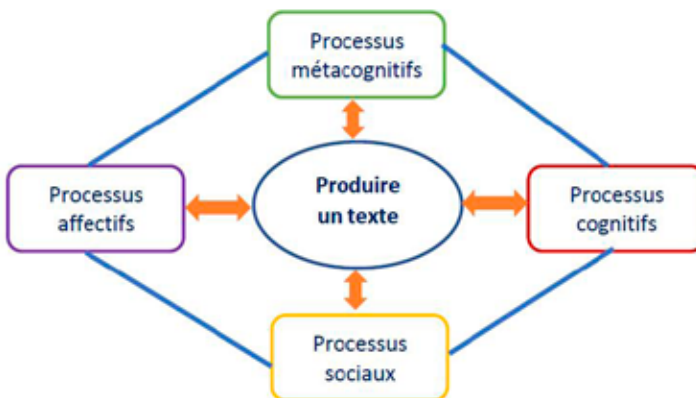 Processus
métacognitifs
Processus
affectifs
Produire
un texte
Processus
cognitifs
Processus
sociaux